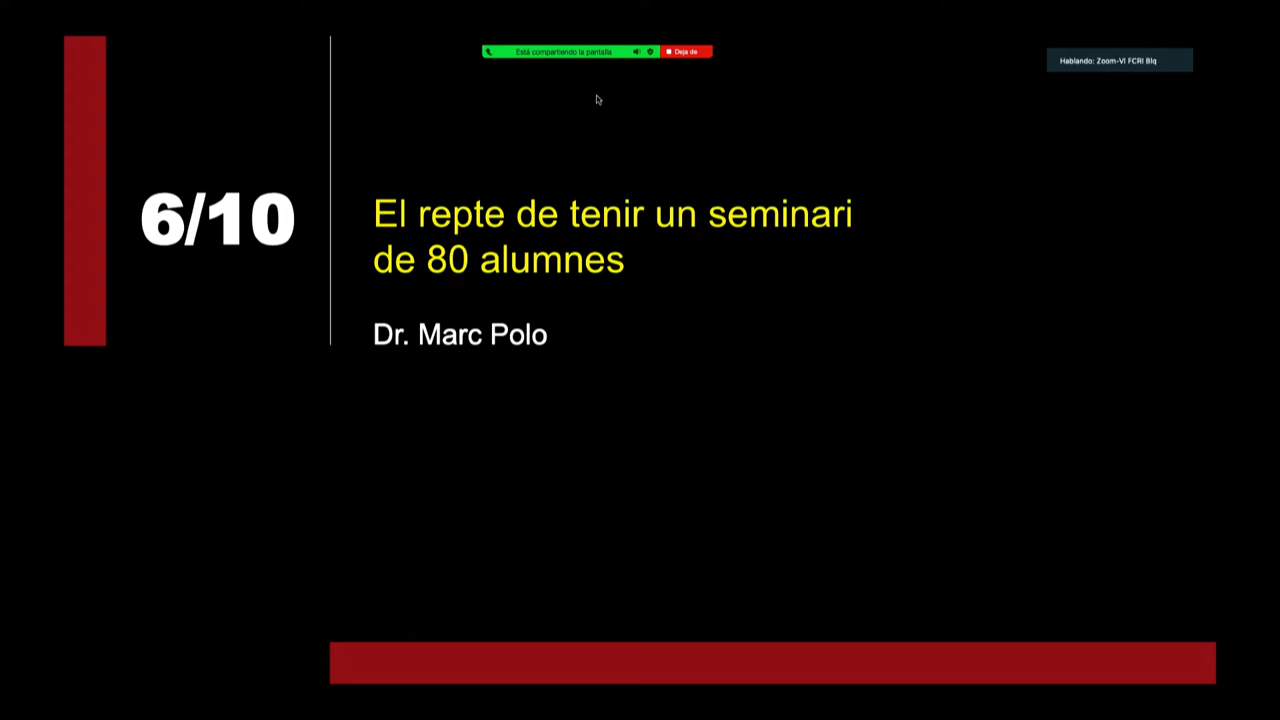 Está compartiendo la pantalla
Deja de
Hablando: Zoom-VI FCRI Blq
6/10
El repte de tenir un seminari
de 80 alumnes
Dr. Marc Polo